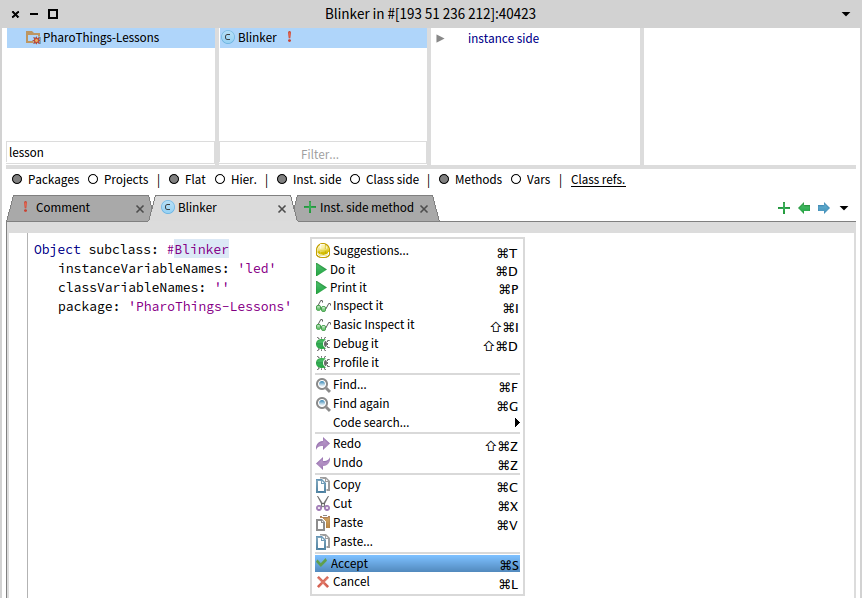 Blinker in #[193 51 236 212]:40423
PharoThings-Lessons
Blinker !
instance side
lesson
Filter...
Packages Projects | Flat Hier. | Inst. side Class side | Methods Vars | Class refs.
! Comment
Blinker
Inst. side method
Object subclass: #Blinker
instanceVariableNames: 'led'
classVariableNames: ''
package: 'PharoThings-Lessons'
Suggestions... ⌘T
Do it ⌘D
Print it ⌘P
Inspect it ⌘I
Basic Inspect it ⇧⌘I
Debug it ⇧⌘D
Profile it
Find... ⌘F
Find again ⌘G
Code search...
Redo ⇧⌘Z
Undo ⌘Z
Copy ⌘C
Cut ⌘X
Paste ⌘V
Paste...
Accept ⌘S
Cancel ⌘L